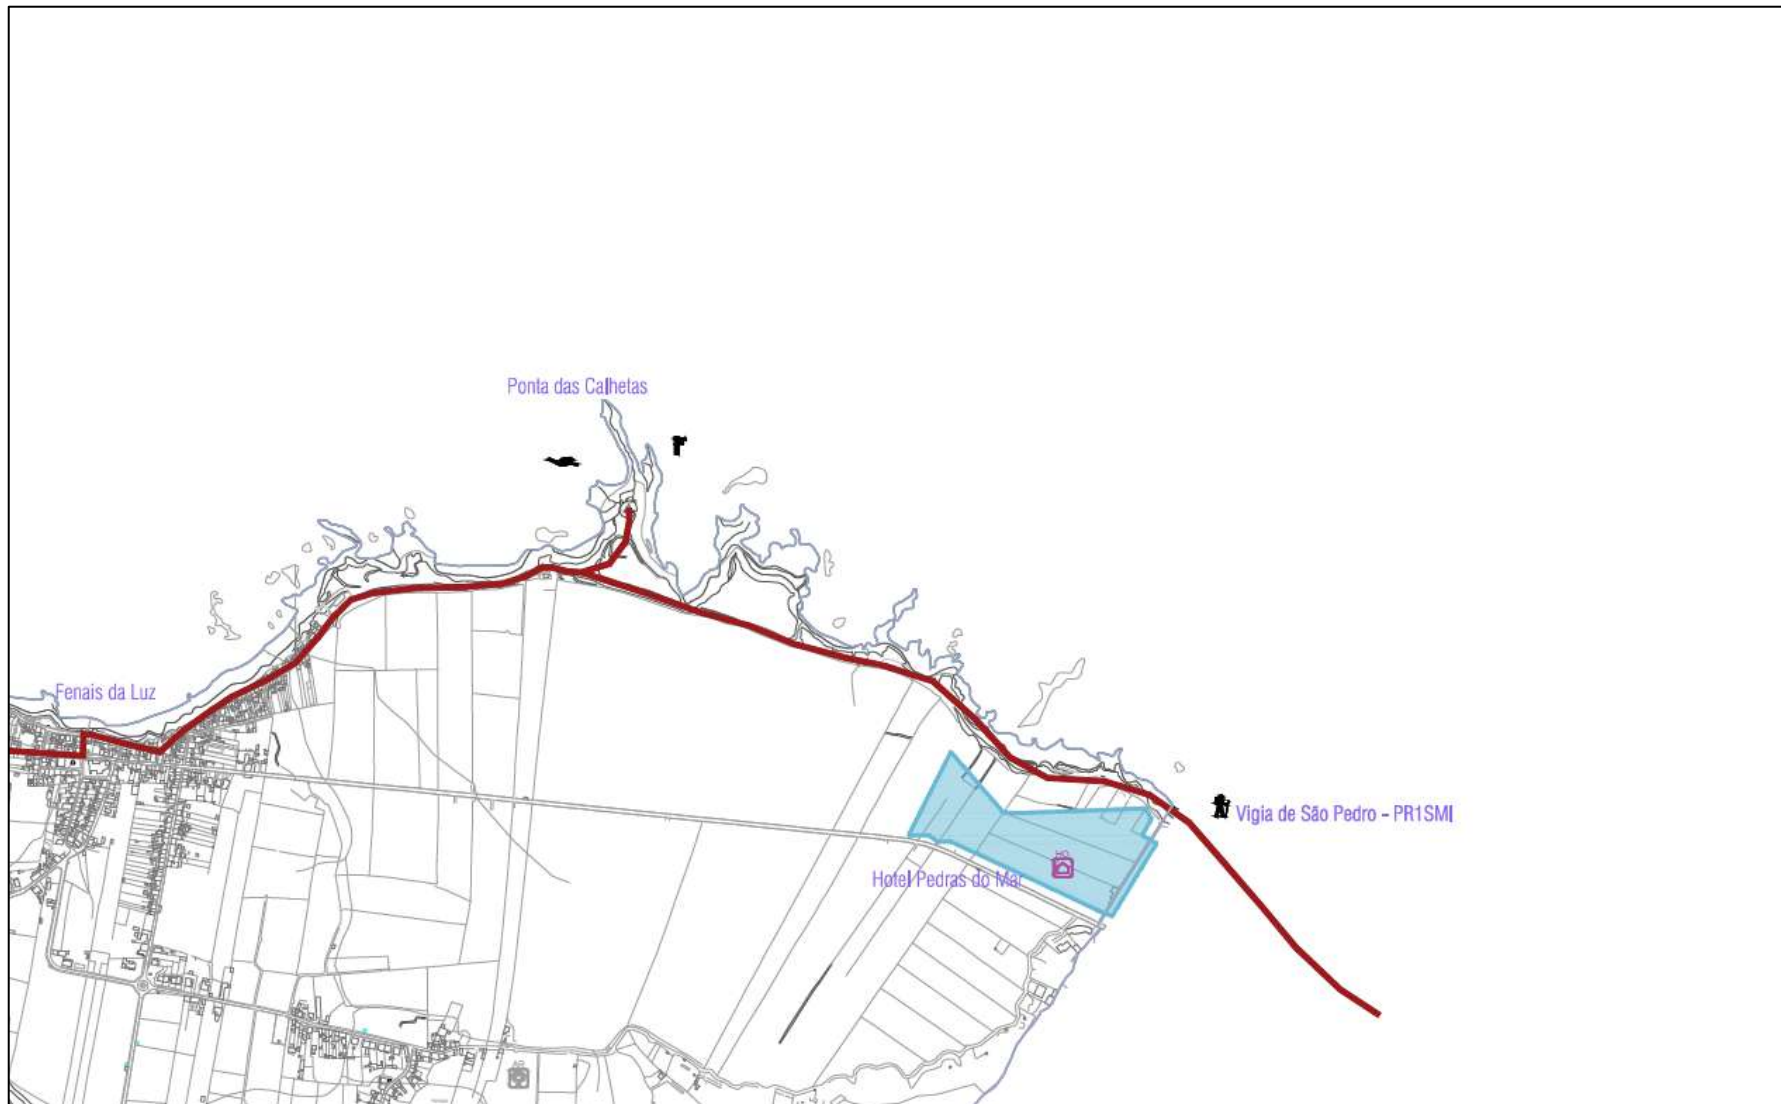 Ponta das Calhetas
Fenais da Luz
Vigia de São Pedro - PR1SMI
Hotel Pedras do Mar